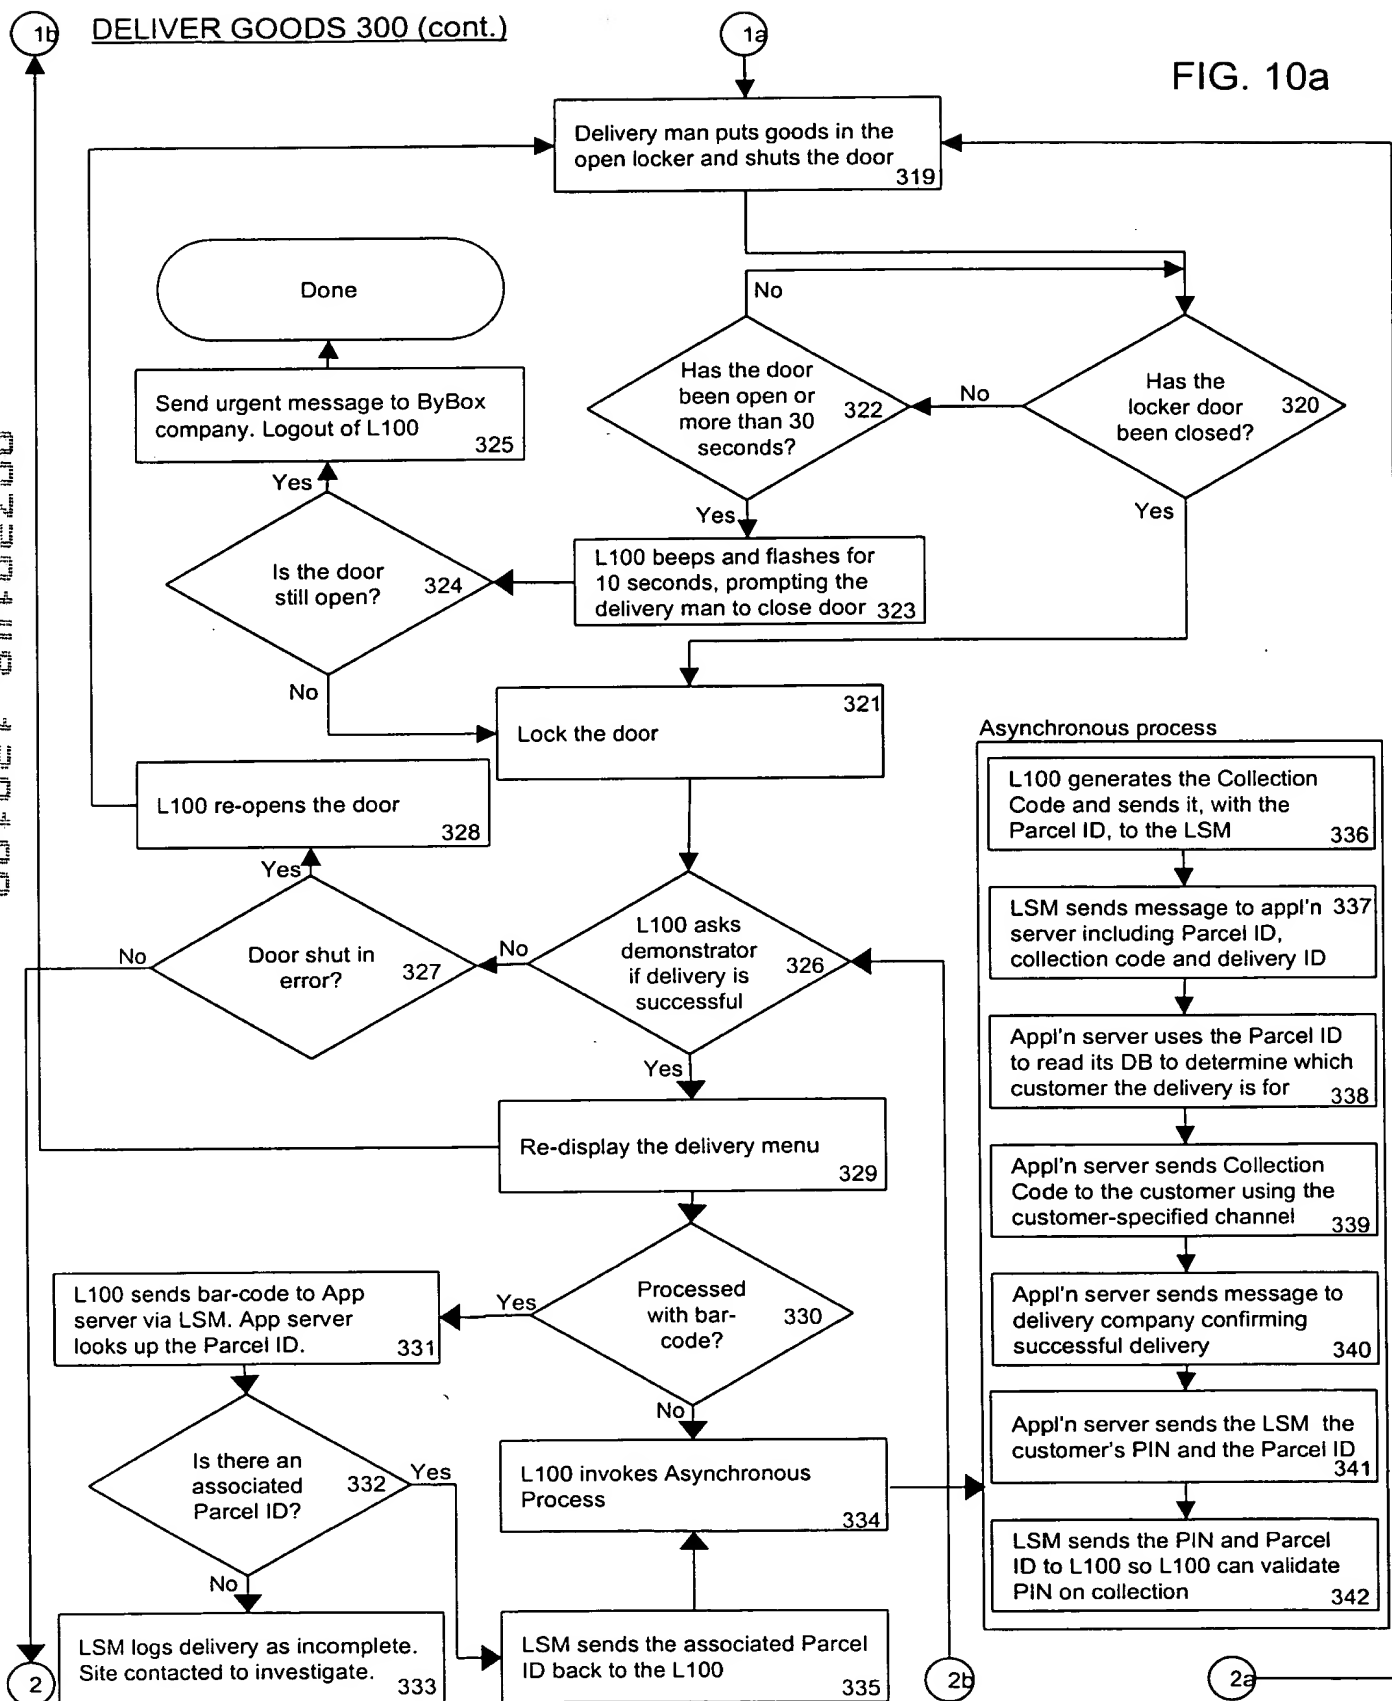 1b
DELIVER GOODS 300 (cont.)
1a
FIG. 10a
Delivery man puts goods in the
open locker and shuts the door
319
Done
No
Has the door
been open or
more than 30
seconds?
322
No
Has the
locker door
been closed?
320
Send urgent message to ByBox
company. Logout of L100
325
Yes
Yes
Yes
Is the door
still open?
324
L100 beeps and flashes for
10 seconds, prompting the
delivery man to close door 323
No
321
Lock the door
Asynchronous process
L100 re-opens the door
328
L100 generates the Collection
Code and sends it, with the
Parcel ID, to the LSM
336
Yes
LSM sends message to appl'n 337
server including Parcel ID,
collection code and delivery ID
No
Door shut in
error?
327
No
L100 asks
demonstrator
if delivery is
successful
326
Appl'n server uses the Parcel ID
to read its DB to determine which
customer the delivery is for
338
Yes
Re-display the delivery menu
329
Appl'n server sends Collection
Code to the customer using the
customer-specified channel
339
L100 sends bar-code to App
server via LSM. App server
looks up the Parcel ID.
331
Yes
Processed
with bar-
code?
330
Appl'n server sends message to
delivery company confirming
successful delivery
340
No
Appl'n server sends the LSM the
customer's PIN and the Parcel ID
341
Is there an
associated
Parcel ID?
332
Yes
L100 invokes Asynchronous
Process
334
LSM sends the PIN and Parcel
ID to L100 so L100 can validate
PIN on collection
342
No
LSM logs delivery as incomplete.
Site contacted to investigate.
333
LSM sends the associated Parcel
ID back to the L100
335
2
2b
2a